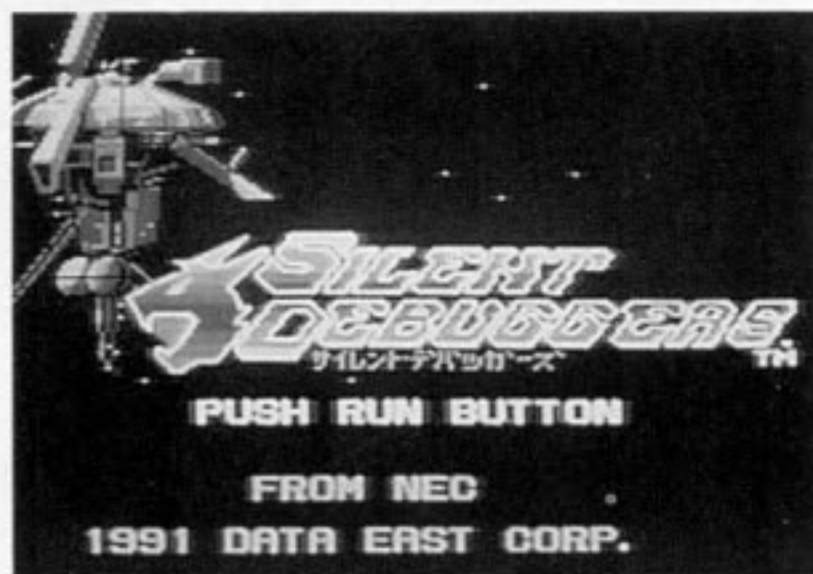 SILENT
DEBUGGERS
サイレントデバッガーズ
TM
PUSH RUN BUTTON
FROM NEC
1991 DATA EAST CORP.